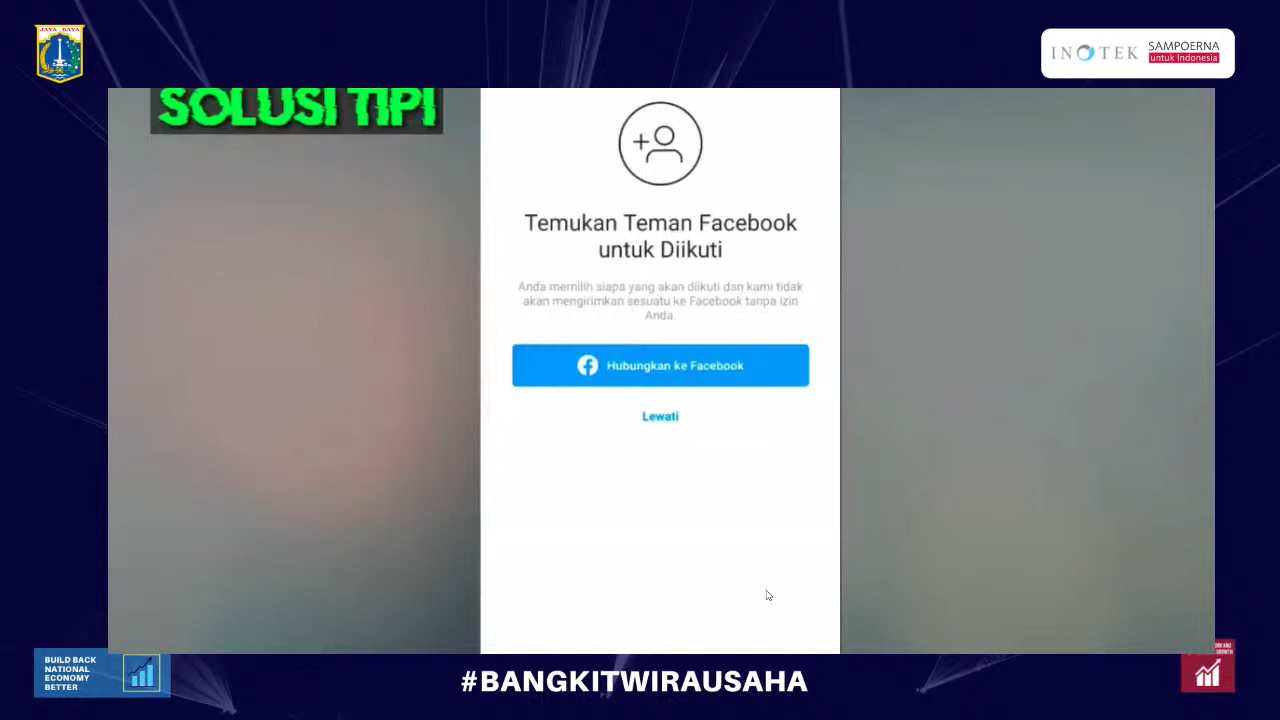 JAYA RAYA
INOTEK
SAMPOERNA
untuk Indonesia
SOLUSI TIPI
Temukan Teman Facebook
untuk Diikuti
Anda memilih siapa yang akan diikuti dan kami tidak
akan mengirimkan sesuatu ke Facebook tanpa izin
Anda.
Hubungkan ke Facebook
Lewati
BUILD BACK
NATIONAL
ECONOMY
BETTER
#BANGKITWIRAUSAHA